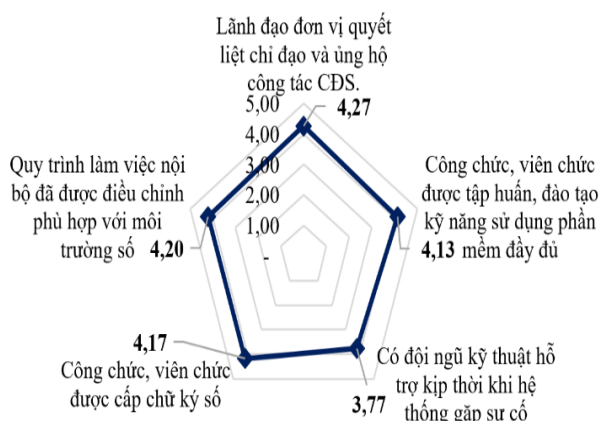 Lãnh đạo đơn vị quyết
liệt chỉ đạo và ủng hộ
công tác CĐS.
4,27
5,00
4,00
3,00
2,00
1,00
-
Công chức, viên chức
được tập huấn, đào tạo
kỹ năng sử dụng phần
4,13 mềm đầy đủ
Có đội ngũ kỹ thuật hỗ
trợ kịp thời khi hệ
3,77 thống gặp sự cố
4,17
Công chức, viên chức
được cấp chữ ký số
Quy trình làm việc nội
bộ đã được điều chỉnh
phù hợp với môi
trường số 4,20